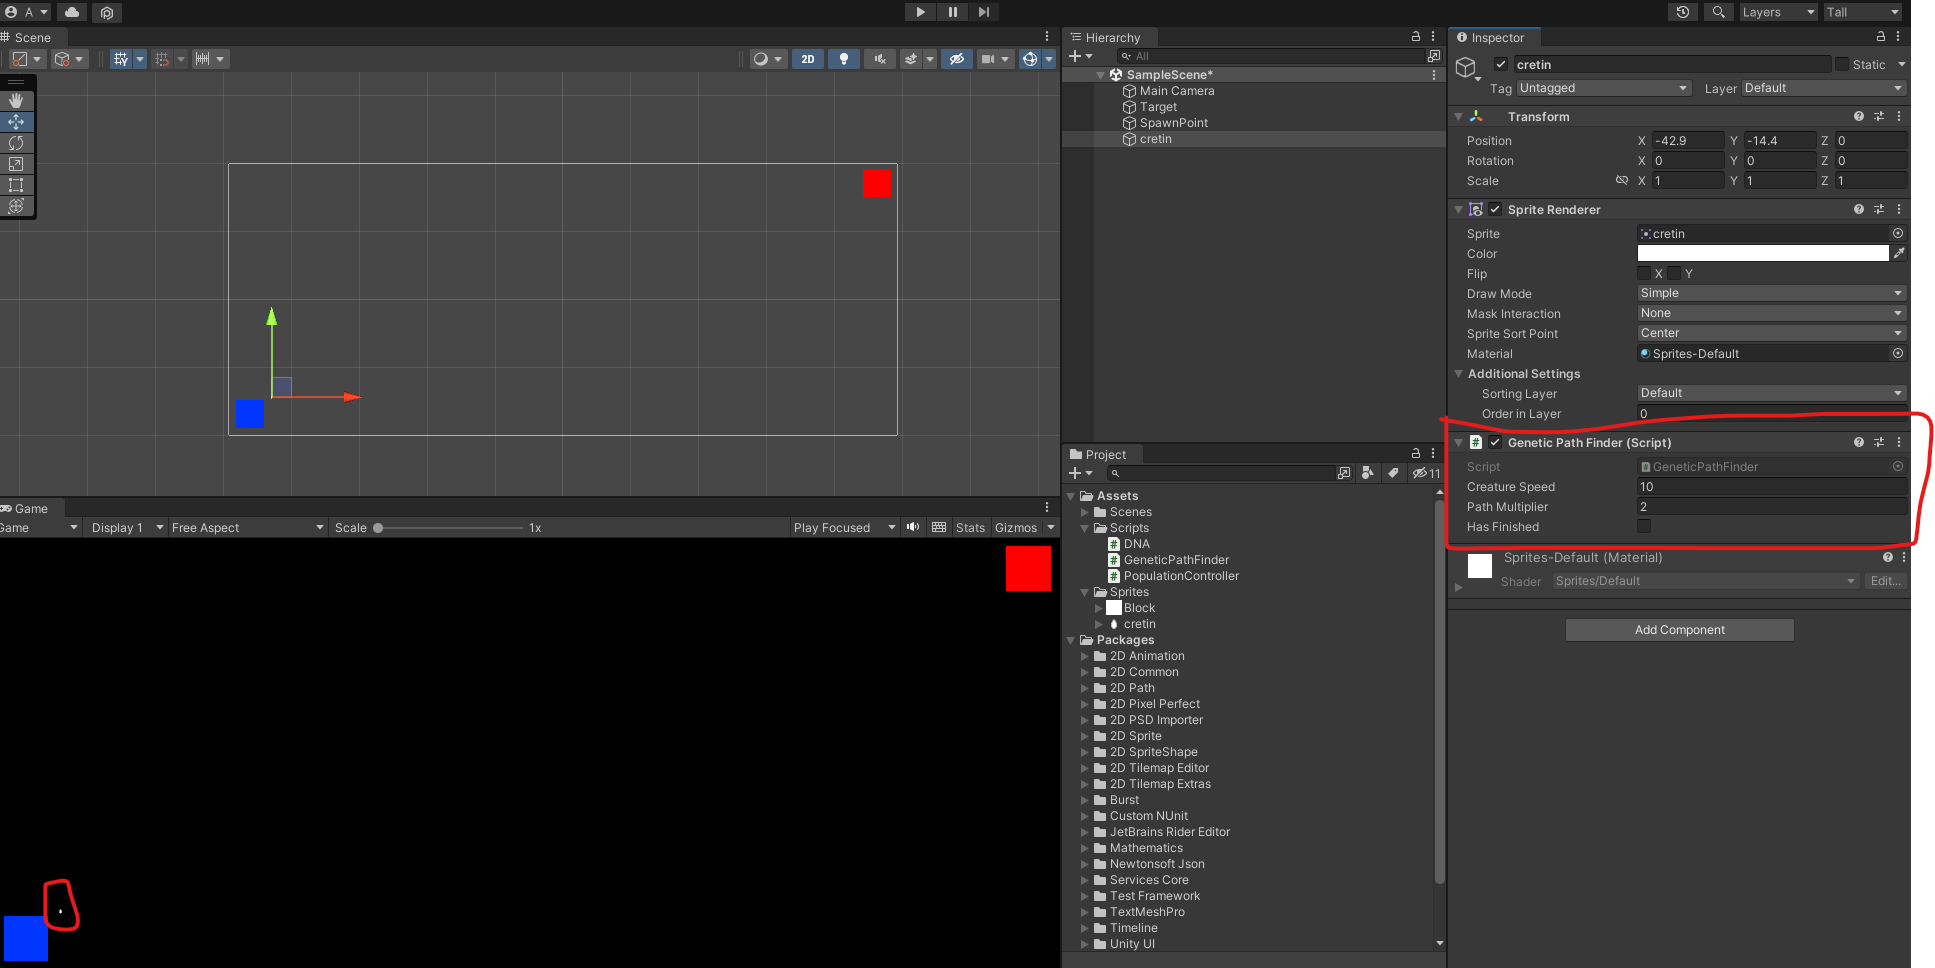 A
Layers
Tall
Scene
2D
Game
Game
Display 1
Free Aspect
Scale
1x
Play Focused
Stats
Gizmos
Hierarchy
All
SampleScene*
Main Camera
Target
SpawnPoint
cretin
Project
11
Assets
Scenes
Scripts
DNA
GeneticPathFinder
PopulationController
Sprites
Block
cretin
Packages
2D Animation
2D Common
2D Path
2D Pixel Perfect
2D PSD Importer
2D Sprite
2D SpriteShape
2D Tilemap Editor
2D Tilemap Extras
Burst
Custom NUnit
JetBrains Rider Editor
Mathematics
Newtonsoft Json
Services Core
Test Framework
TextMeshPro
Timeline
Unity UI
Inspector
cretin
Static
Tag Untagged
Layer Default
Transform
Position X -42.9 Y -14.4 Z 0
Rotation X 0 Y 0 Z 0
Scale X 1 Y 1 Z 1
Sprite Renderer
Sprite cretin
Color
Flip X Y
Draw Mode Simple
Mask Interaction None
Sprite Sort Point Center
Material Sprites-Default
Additional Settings
Sorting Layer Default
Order in Layer 0
# Genetic Path Finder (Script)
Script GeneticPathFinder
Creature Speed 10
Path Multiplier 2
Has Finished
Sprites-Default (Material)
Shader Sprites/Default Edit...
Add Component